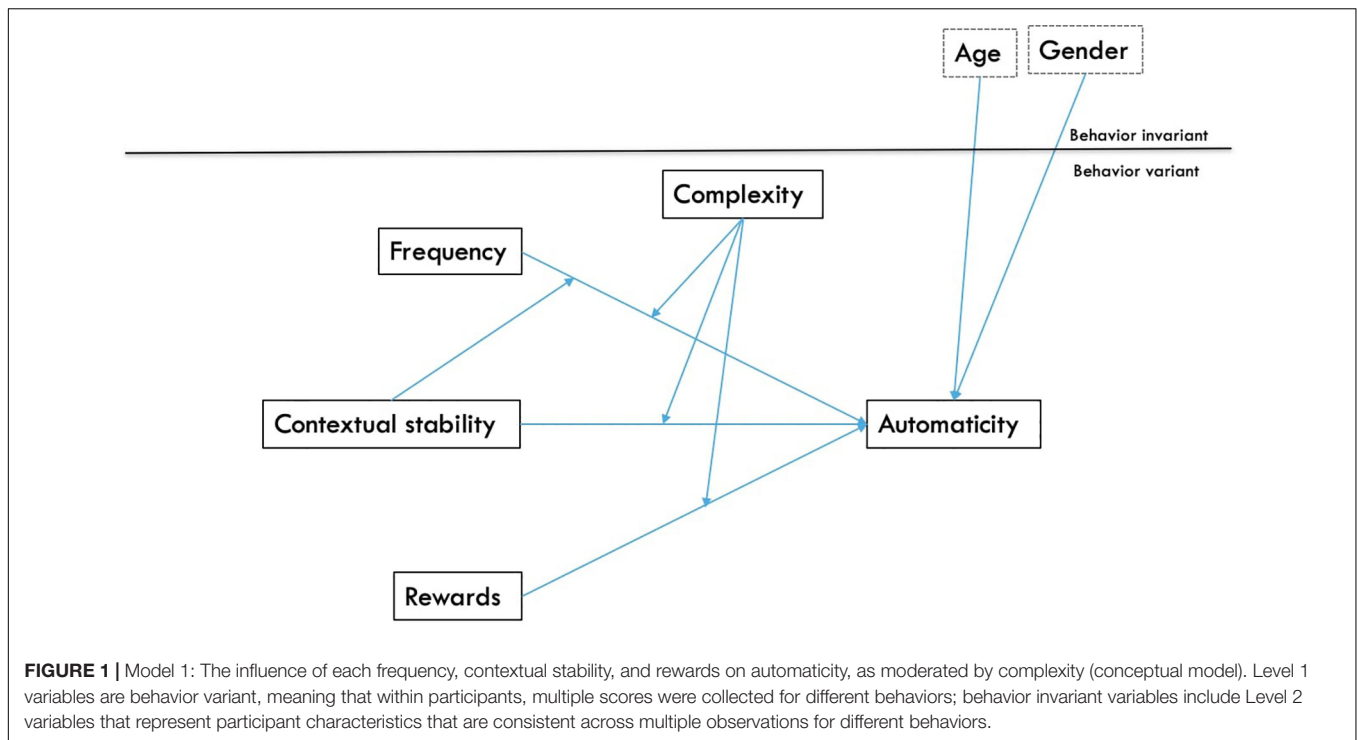 Age
Gender
Behavior invariant
Behavior variant
Complexity
Frequency
Contextual stability
Automaticity
Rewards
FIGURE 1 | Model 1: The influence of each frequency, contextual stability, and rewards on automaticity, as moderated by complexity (conceptual model). Level 1
variables are behavior variant, meaning that within participants, multiple scores were collected for different behaviors; behavior invariant variables include Level 2
variables that represent participant characteristics that are consistent across multiple observations for different behaviors.